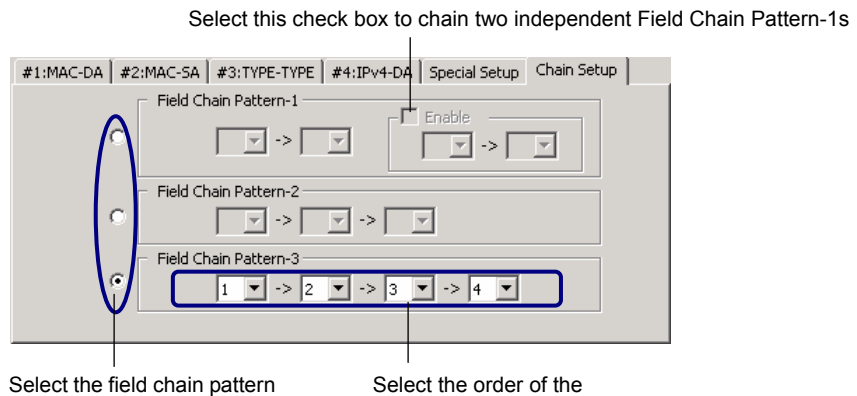 Select this check box to chain two independent Field Chain Pattern-1s
#1:MAC-DA #2:MAC-SA #3:TYPE-TYPE #4:IPv4-DA Special Setup Chain Setup
Field Chain Pattern-1
Enable
-> ->
Field Chain Pattern-2
-> ->
Field Chain Pattern-3
1 -> 2 -> 3 -> 4
Select the field chain pattern Select the order of the